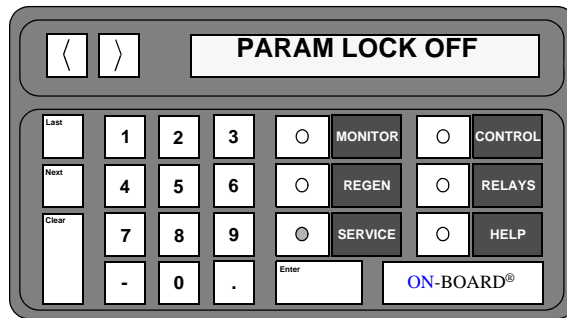 〈 〉 PARAM LOCK OFF
Last 1 2 3 MONITOR CONTROL
Next 4 5 6 REGEN RELAYS
Clear 7 8 9 SERVICE HELP
- 0 . Enter ON-BOARD®